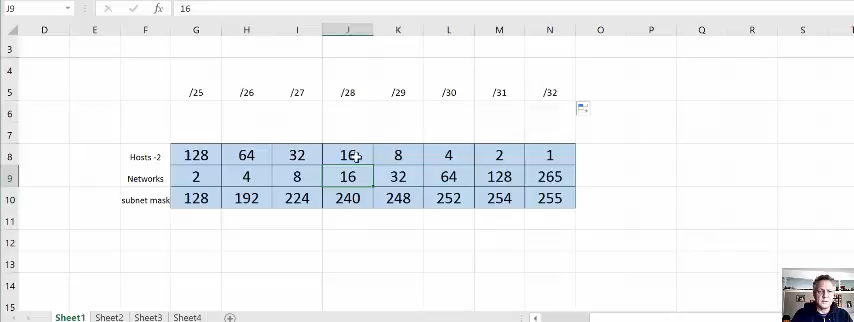 J9 fx 16
D E F G H I J K L M N O P Q R S T
3
4
5 /25 /26 /27 /28 /29 /30 /31 /32
6
7
8 Hosts -2 128 64 32 16 8 4 2 1
9 Networks 2 4 8 16 32 64 128 265
10 subnet mask 128 192 224 240 248 252 254 255
11
12
13
14
15
Sheet1 Sheet2 Sheet3 Sheet4